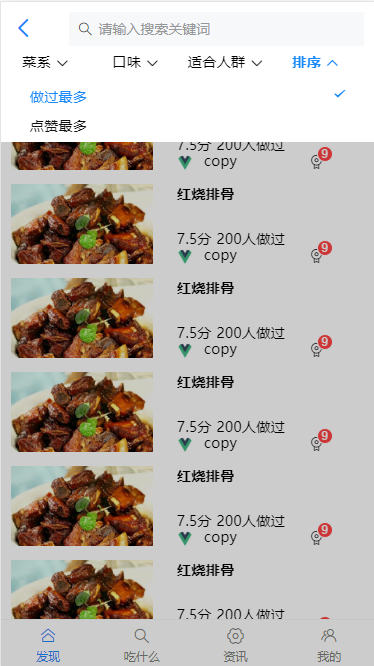 请输入搜索关键词
菜系 口味 适合人群 排序
做过最多
点赞最多
7.5分 200人做过
copy 9
红烧排骨
7.5分 200人做过
copy 9
红烧排骨
7.5分 200人做过
copy 9
红烧排骨
7.5分 200人做过
copy 9
红烧排骨
7.5分 200人做过
copy 9
红烧排骨
7.5分 200人做过
9
发现 吃什么 资讯 我的